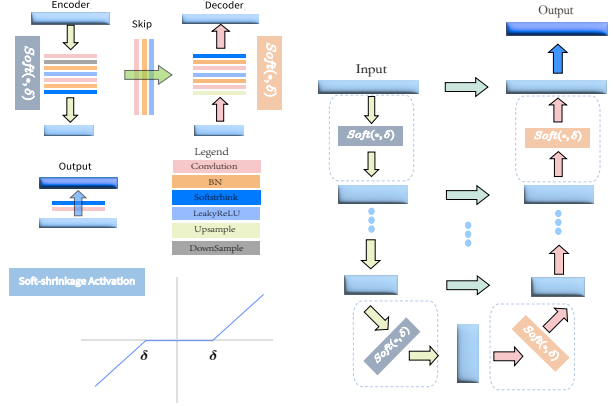 Encoder
Skip
Decoder
Soft(•,δ)
Soft(•,δ)
Output
Legend
Convlution
BN
Softstrhink
LeakyReLU
Upsample
DownSample
Soft-shrinkage Activation
δ
δ
Output
Input
Soft(•,δ)
Soft(•,δ)
Soft(•,δ)
Soft(•,δ)